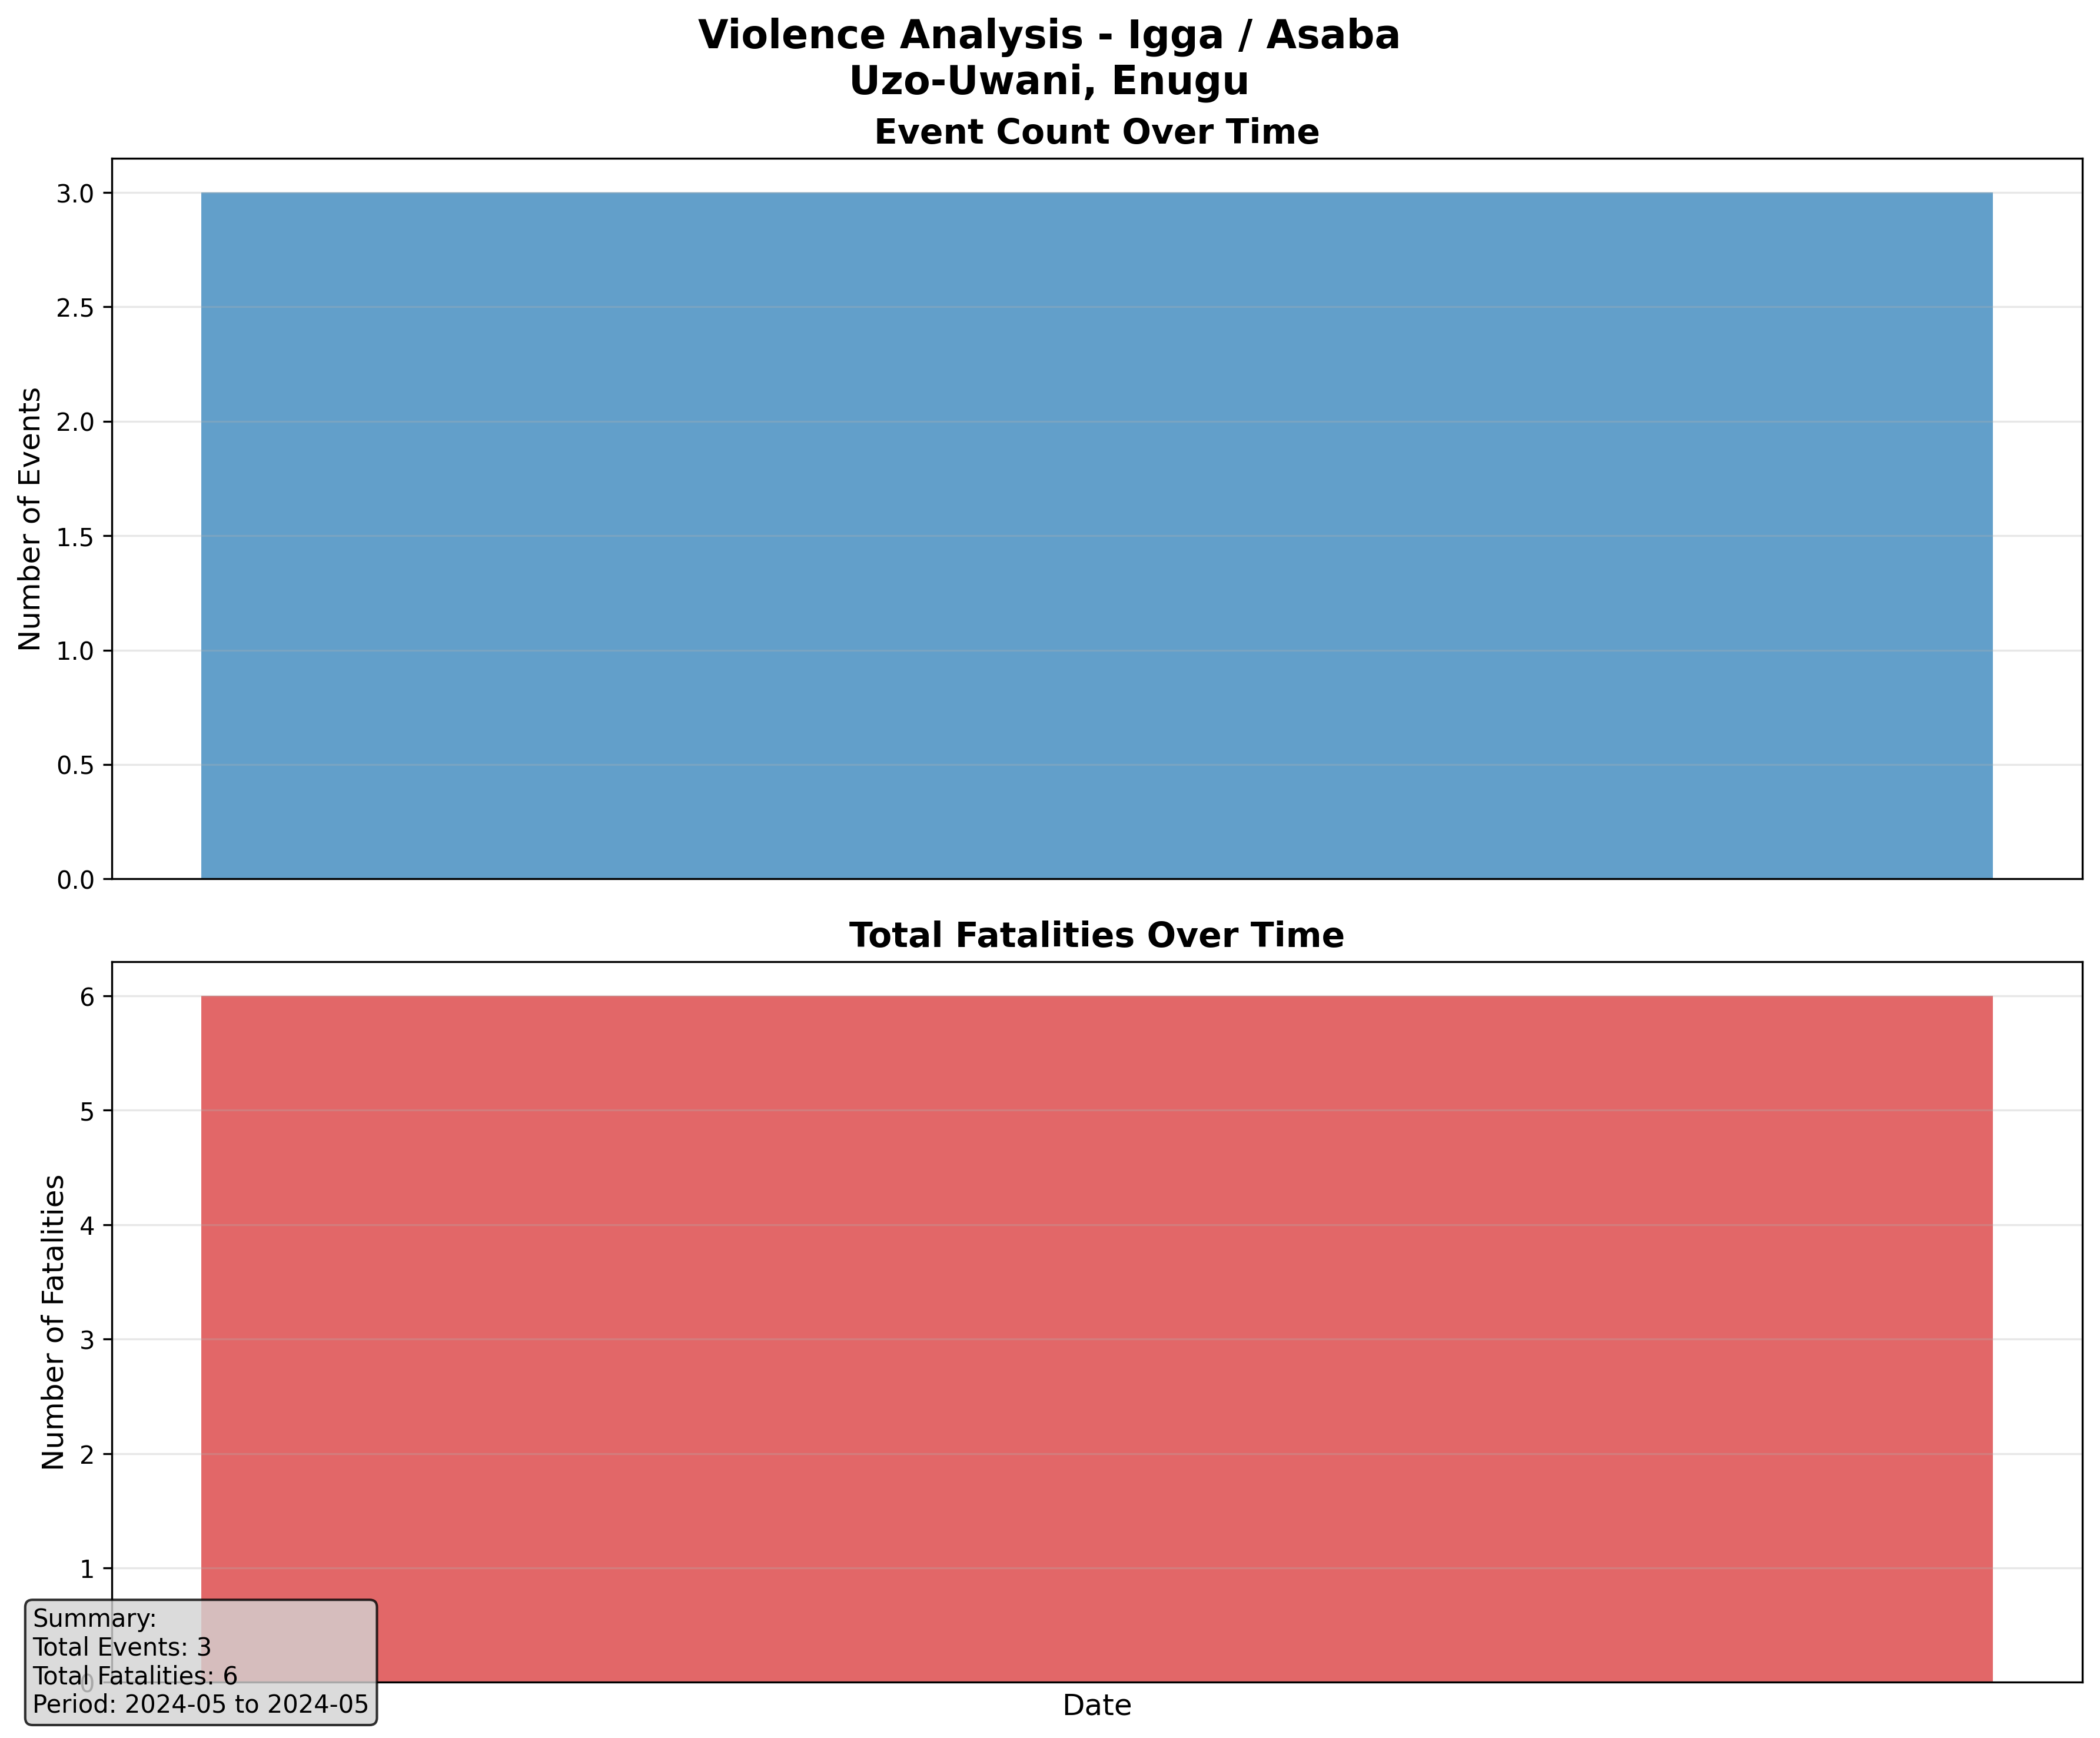 Violence Analysis - Igga / Asaba
Uzo-Uwani, Enugu
Event Count Over Time
3.0
2.5
2.0
1.5
1.0
0.5
0.0
Number of Events
Total Fatalities Over Time
6
5
4
3
2
1
0
Number of Fatalities
Summary:
Total Events: 3
Total Fatalities: 6
Period: 2024-05 to 2024-05
Date